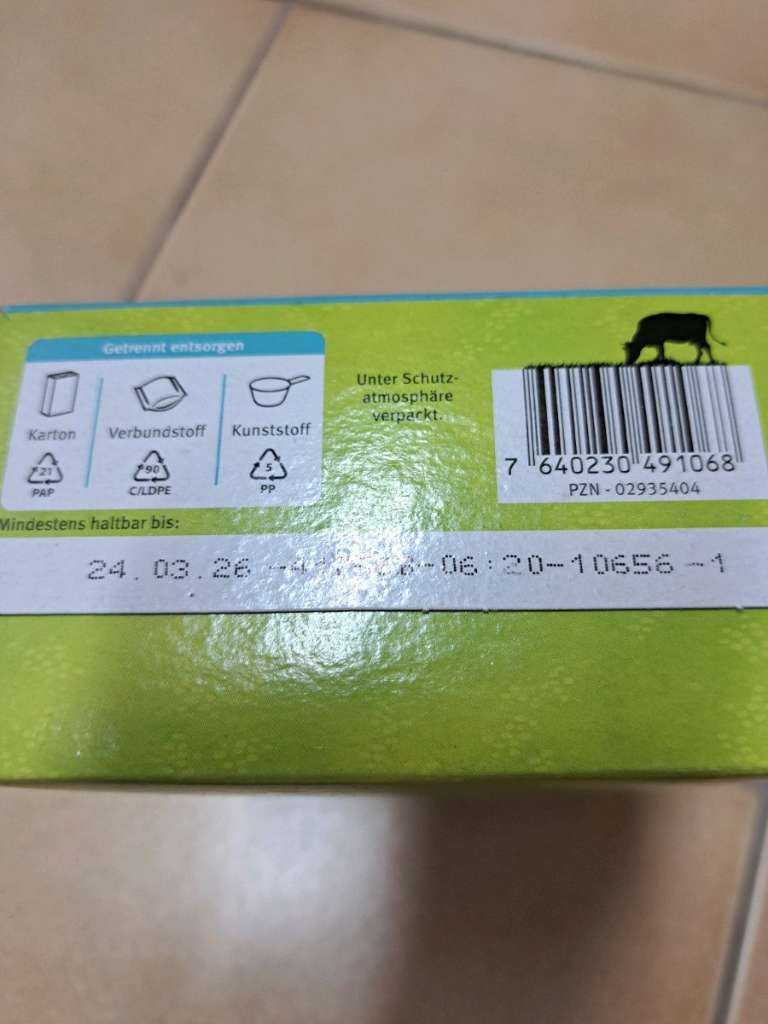 Getrennt entsorgen
Karton
Verbundstoff
Kunststoff
21
PAP
90
C/LDPE
5
PP
Unter Schutz-
atmosphäre
verpackt.
7 640230 491068
PZN - 02935404
Mindestens haltbar bis:
24.03.26 06:20-10656-1